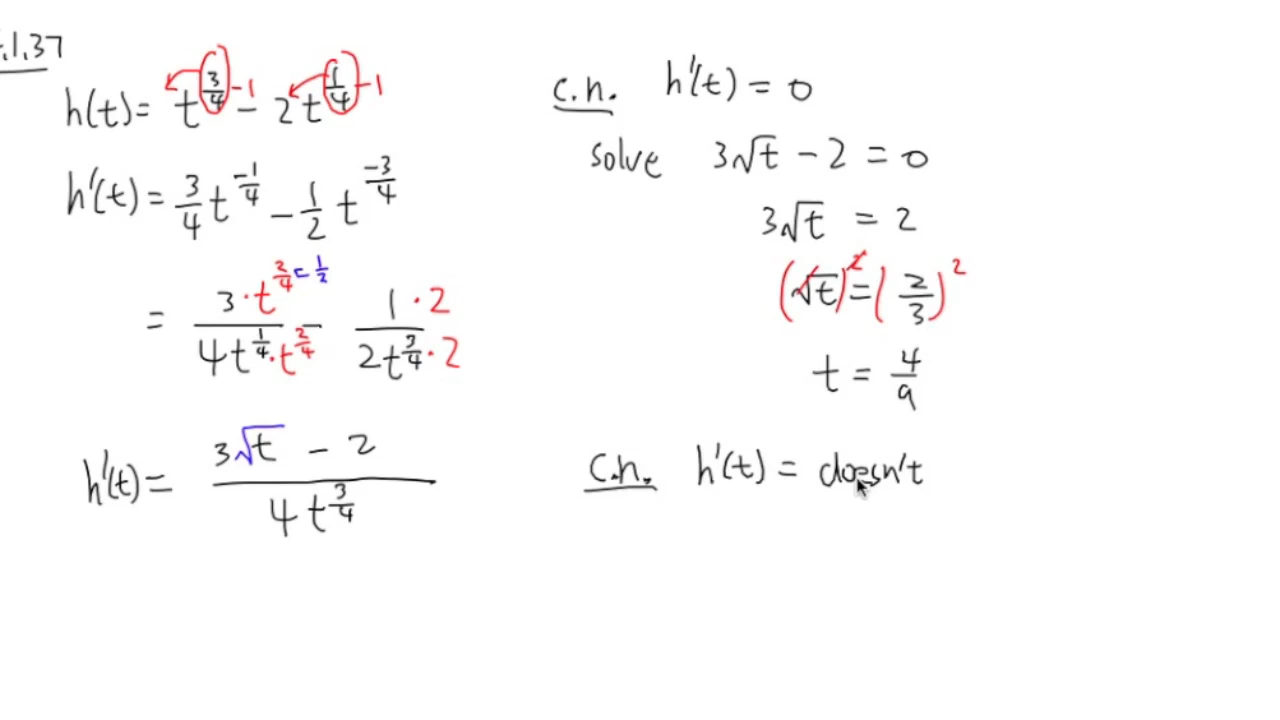 .1.37
h(t) = t^{3/4} - 1 - 2 t^{1/4} - 1
h'(t) = 3/4 t^{-1/4} - 1/2 t^{-3/4}
= (3 · t^{2/4 = 1/2})/(4t^{1/4} · t^{2/4}) - (1 · 2)/(2t^{3/4} · 2)
h'(t) = (3√t - 2)/(4t^{3/4})
c.n. h'(t) = 0
solve 3√t - 2 = 0
3√t = 2
(√t)^2 = (2/3)^2
t = 4/9
c.n. h'(t) = doesn't